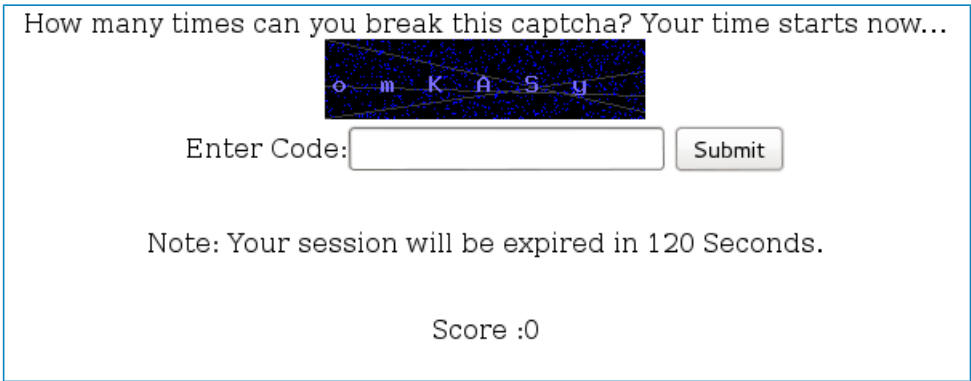 How many times can you break this captcha? Your time starts now...
o m K A S y
Enter Code: Submit
Note: Your session will be expired in 120 Seconds.
Score :0